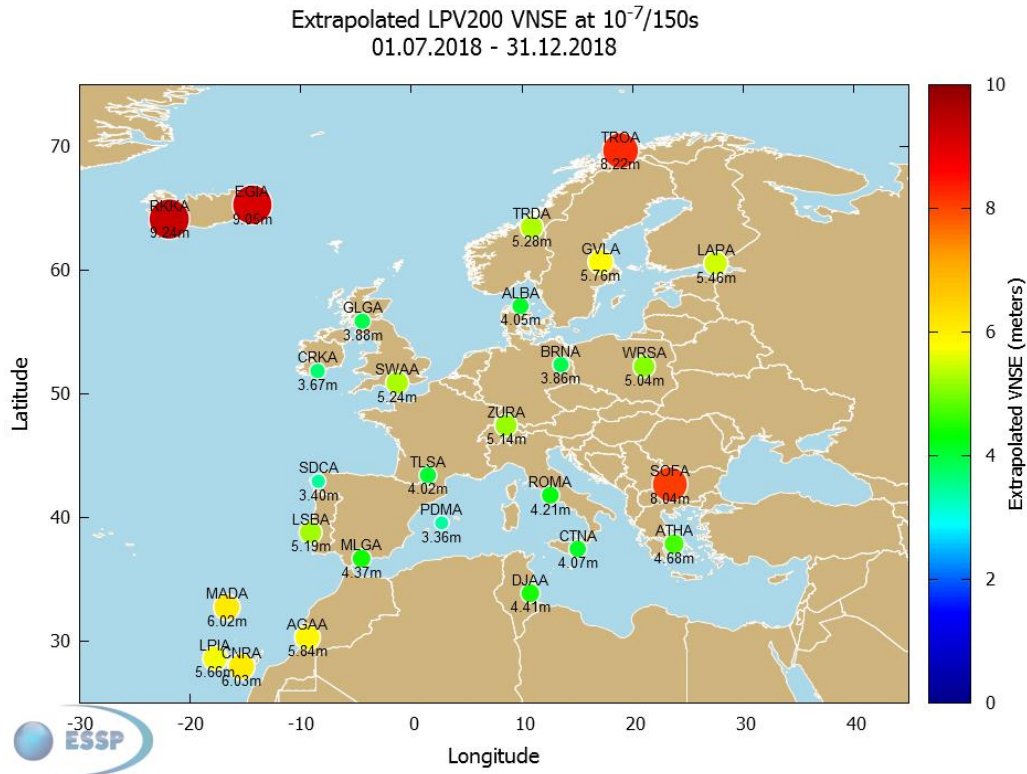 Extrapolated LPV200 VNSE at 10⁻⁷/150s
01.07.2018 - 31.12.2018
70
60
50
40
30
Latitude
TROA
8.22m
EGIA
9.06m
RKKA
9.24m
TRDA
5.28m
GVLA
5.76m
LAPA
5.46m
ALBA
4.05m
GLGA
3.88m
CRKA
3.67m
SWAA
5.24m
BRNA
3.86m
WRSA
5.04m
ZURA
5.14m
SDCA
3.40m
TLSA
4.02m
ROMA
4.21m
SOFA
8.04m
PDMA
3.36m
LSBA
5.19m
MLGA
4.37m
CTNA
4.07m
ATHA
4.68m
DJAA
4.41m
MADA
6.02m
AGAA
5.84m
LPIA
5.66m
CNRA
6.03m
-30 -20 -10 0 10 20 30 40
Longitude
10
8
6
4
2
0
Extrapolated VNSE (meters)
ESSP